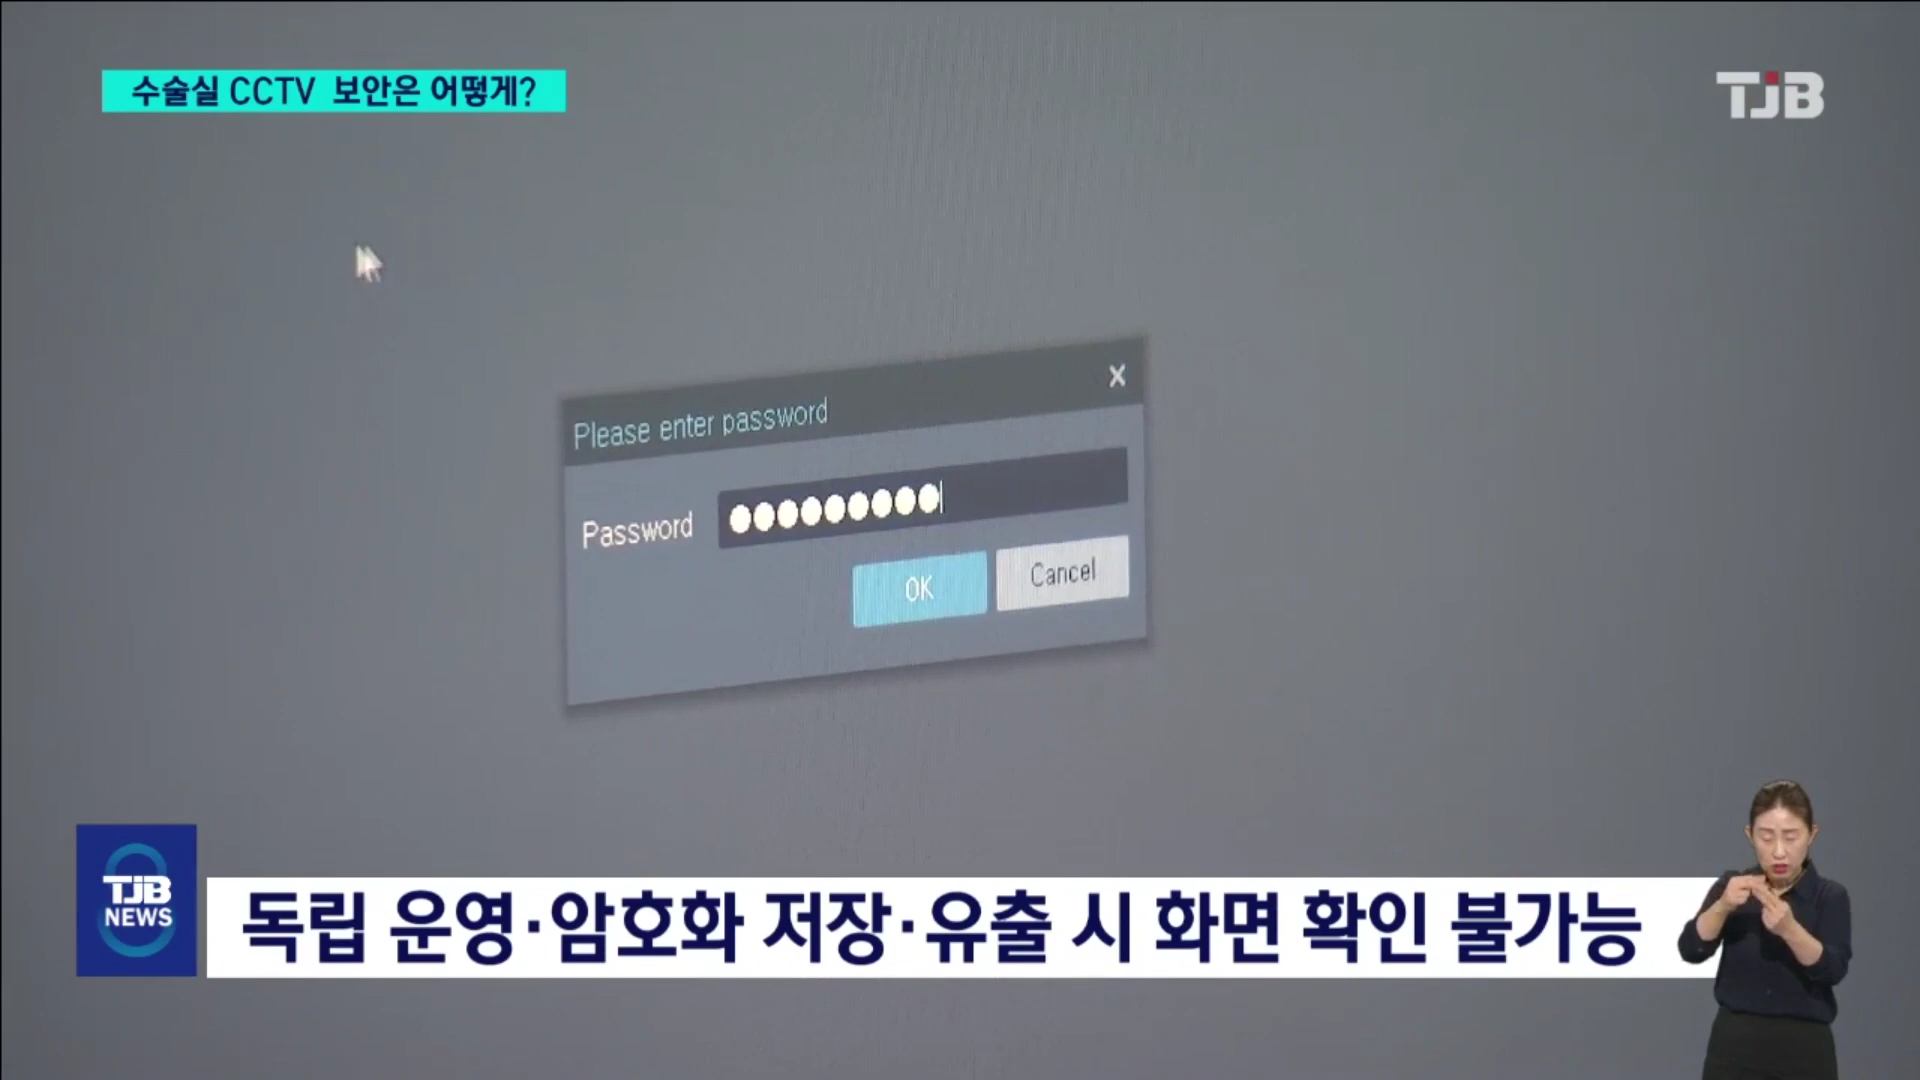 수술실 CCTV 보안은 어떻게?
TJB
Please enter password
X
Password ●●●●●●●●●
OK
Cancel
TJB
NEWS
독립 운영·암호화 저장·유출 시 화면 확인 불가능